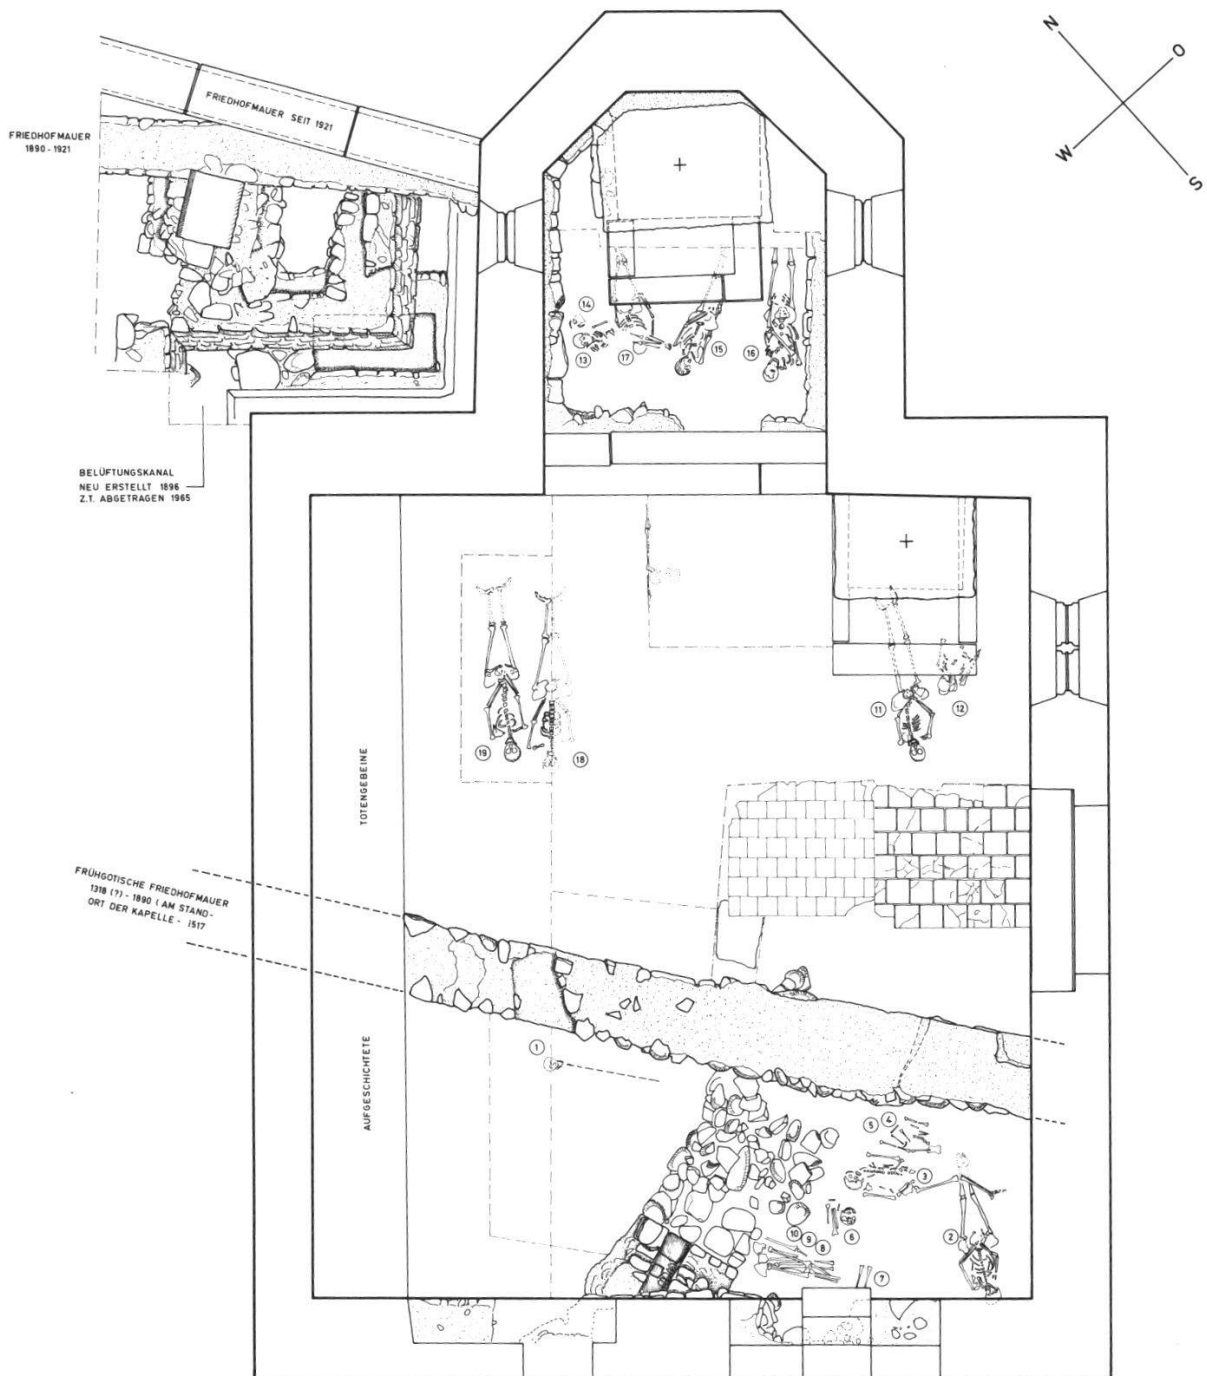 N
O
W
S
FRIEDHOFMAUER SEIT 1921
FRIEDHOFMAUER
1890 - 1921
14
13
17
15
16
BELÜFTUNGSKANAL
NEU ERSTELLT 1896
Z.T. ABGETRAGEN 1965
11
12
19
18
TOTENGEBEINE
FRÜHGOTISCHE FRIEDHOFMAUER
1318 (?) - 1890 ( AM STAND-
ORT DER KAPELLE - 1517
AUFGESCHICHTETE
1
5
4
3
10
9
8
6
2
7